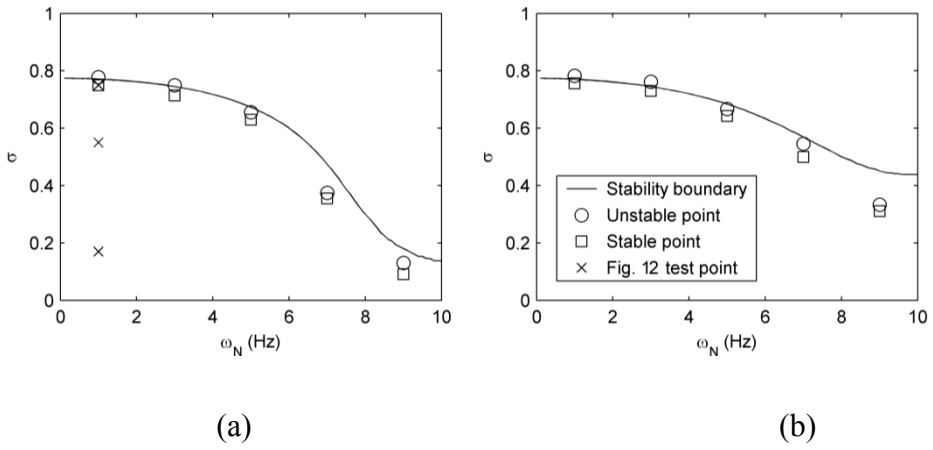 1
0.8
0.6
σ
0.4
0.2
0
0 2 4 6 8 10
ω_N (Hz)
(a)
1
0.8
0.6
σ
0.4
0.2
0
Stability boundary
Unstable point
Stable point
Fig. 12 test point
0 2 4 6 8 10
ω_N (Hz)
(b)